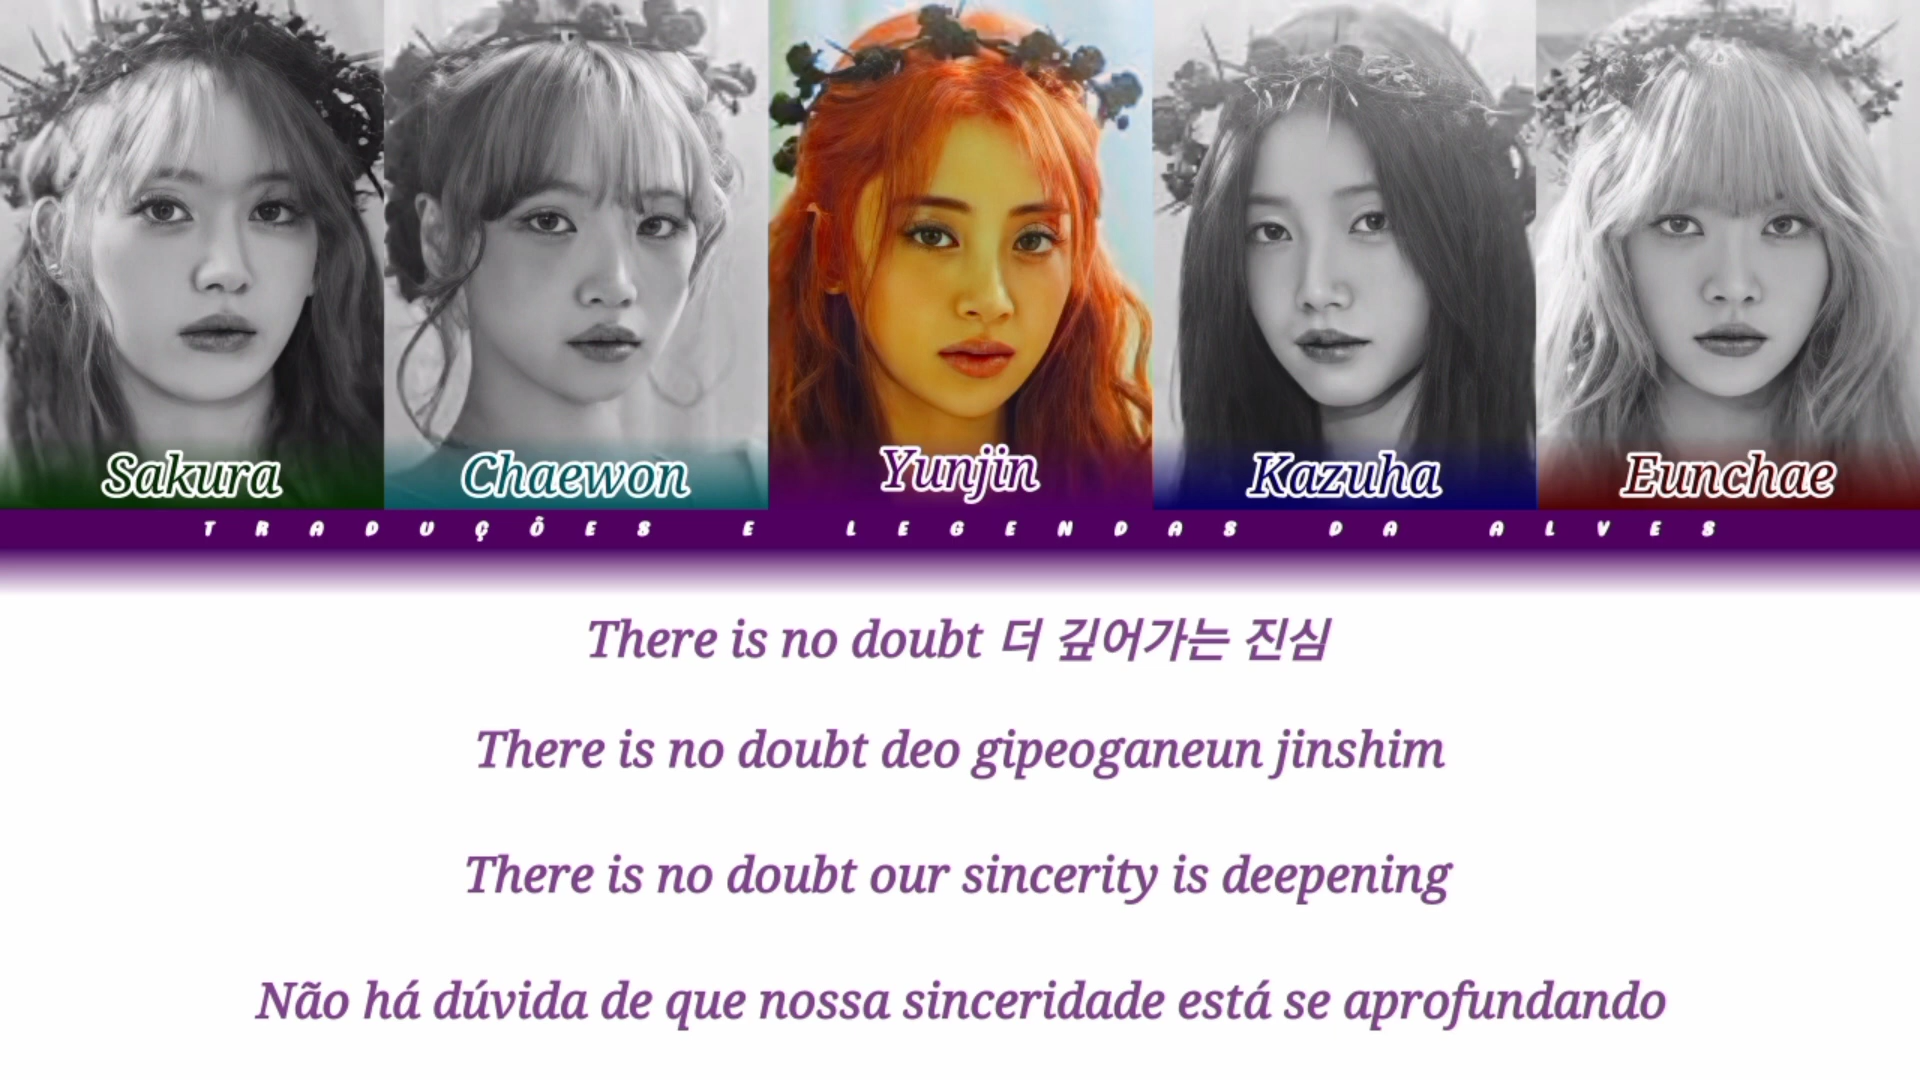 Sakura Chaewon Yunjin Kazuha Eunchae
TRADUÇÕES E LEGENDAS DA ALVES
There is no doubt 더 깊어가는 진심
There is no doubt deo gipeoganeun jinshim
There is no doubt our sincerity is deepening
Não há dúvida de que nossa sinceridade está se aprofundando